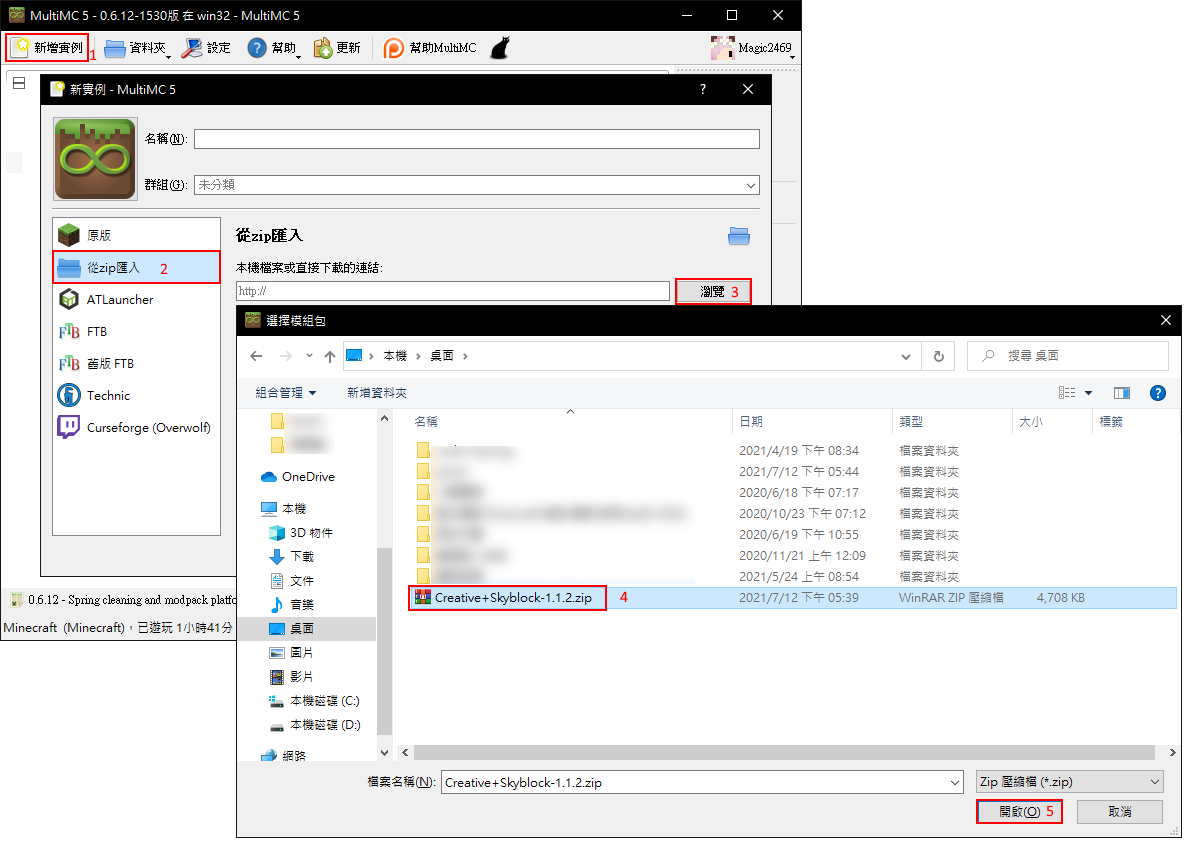 MultiMC 5 - 0.6.12-1530版 在 win32 - MultiMC 5
新增實例 1 資料夾 設定 幫助 更新 幫助MultiMC Magic2469
新實例 - MultiMC 5 ?
名稱(N):
群組(G): 未分類
原版
從zip匯入 2
ATLauncher
FTB
舊版 FTB
Technic
Curseforge (Overwolf)
從zip匯入
本機檔案或直接下載的連結:
http:// 瀏覽 3
0.6.12 - Spring cleaning and modpack platfo
Minecraft (Minecraft),已遊玩 1小時41分
選擇模組包
本機 桌面 搜尋 桌面
組合管理 新增資料夾
OneDrive
本機
3D 物件
下載
文件
音樂
桌面
圖片
影片
本機磁碟 (C:)
本機磁碟 (D:)
網路
名稱 日期 類型 大小 標籤
2021/4/19 下午 08:34 檔案資料夾
2021/7/12 下午 05:44 檔案資料夾
2020/6/18 下午 07:17 檔案資料夾
2020/10/23 下午 07:12 檔案資料夾
2020/6/19 下午 10:55 檔案資料夾
2020/11/21 上午 12:09 檔案資料夾
2021/5/24 上午 08:54 檔案資料夾
Creative+Skyblock-1.1.2.zip 4 2021/7/12 下午 05:39 WinRAR ZIP 壓縮檔 4,708 KB
檔案名稱(N): Creative+Skyblock-1.1.2.zip Zip 壓縮檔 (*.zip)
開啟(O) 5 取消